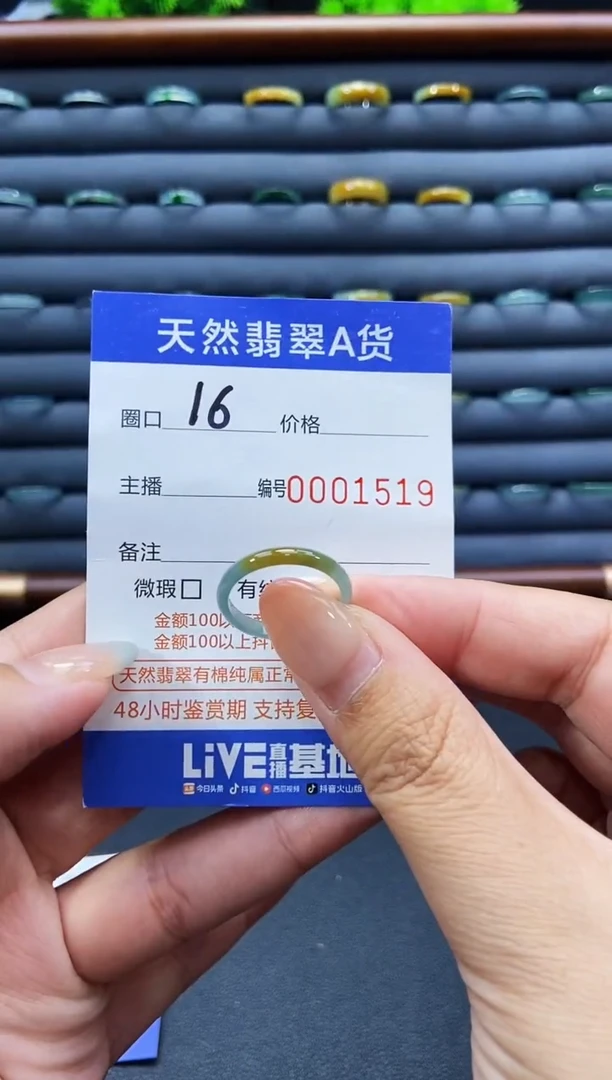 天然翡翠A货
圈口 16 价格
主播 编号0001519
备注
微瑕□ 有
金额100以
金额100以上抖
天然翡翠有棉纯属正常
48小时鉴赏期 支持复
LiVE直播基地
今日头条 抖音 西瓜视频 抖音火山版